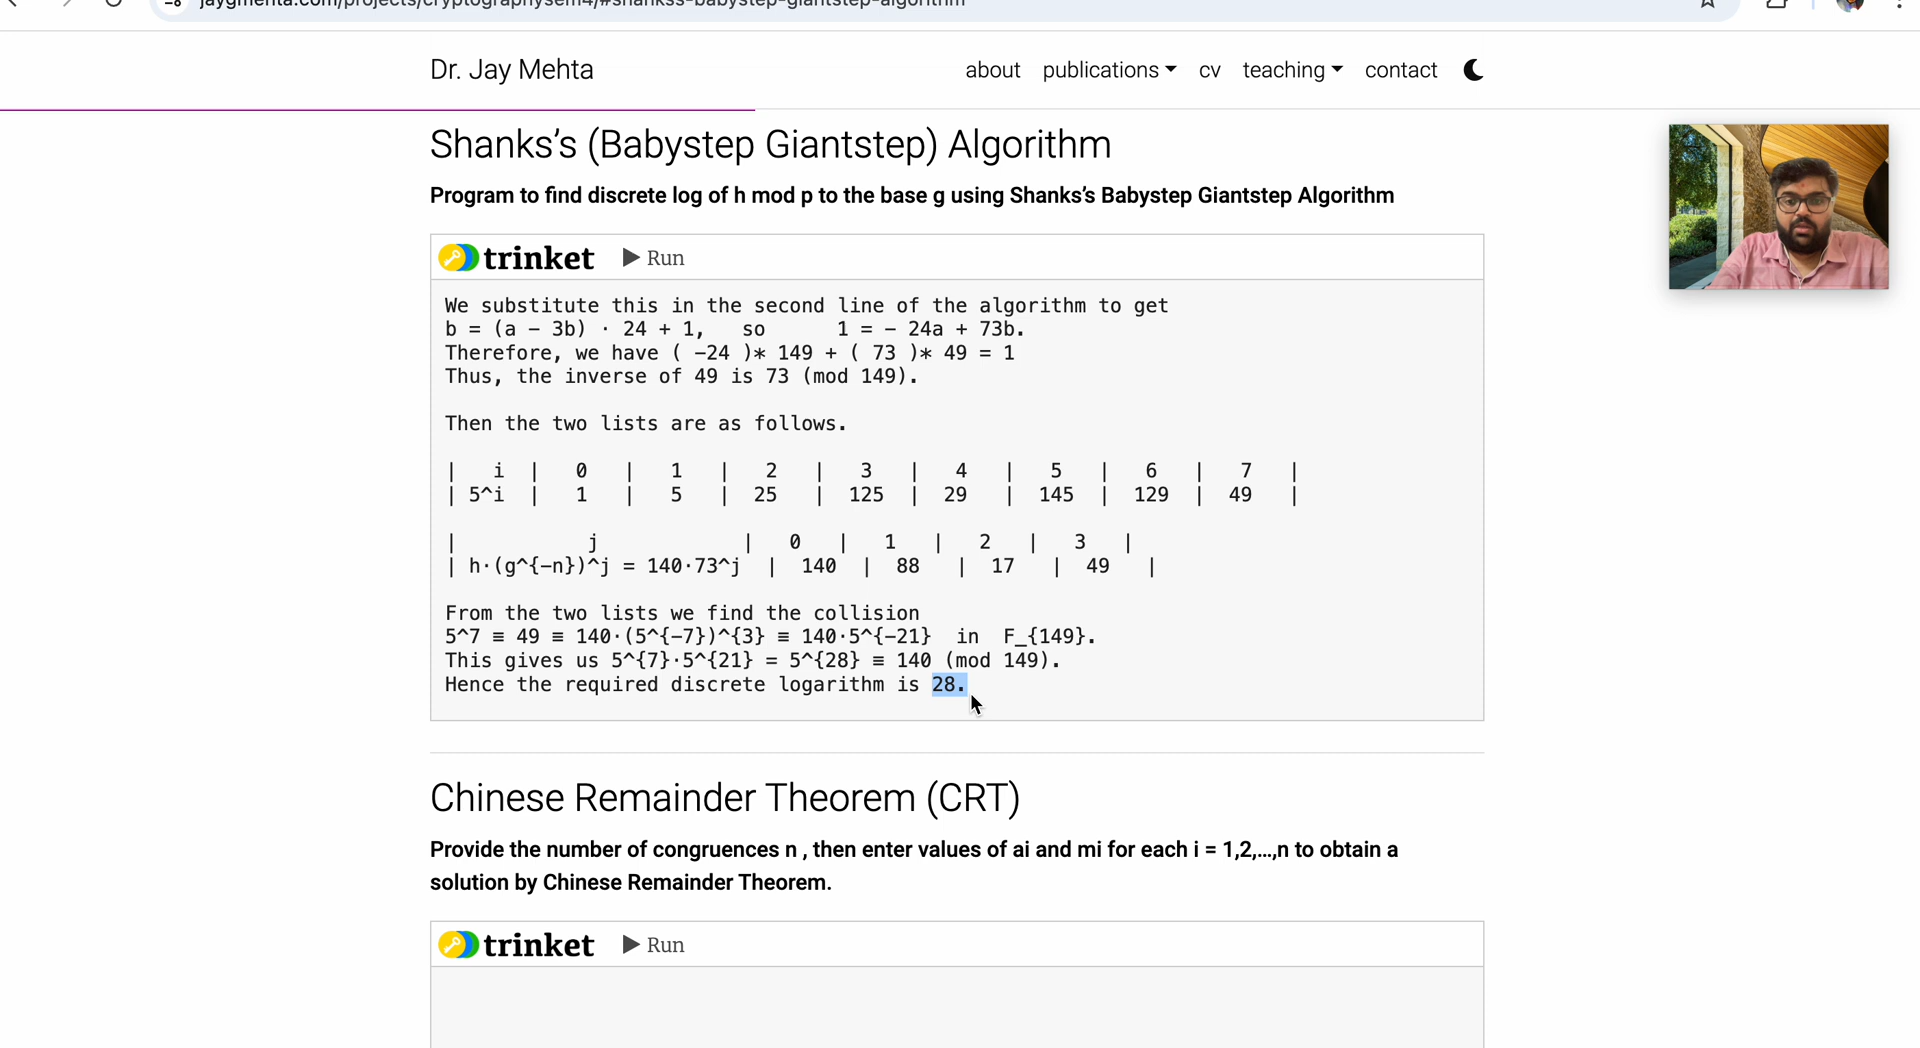 jaygmehta.com/projects/cryptographysem4/#shankss-babystep-giantstep-algorithm
Dr. Jay Mehta
about publications cv teaching contact
Shanks’s (Babystep Giantstep) Algorithm
Program to find discrete log of h mod p to the base g using Shanks’s Babystep Giantstep Algorithm
trinket Run
We substitute this in the second line of the algorithm to get
b = (a − 3b) · 24 + 1,   so      1 = − 24a + 73b.
Therefore, we have ( −24 )* 149 + ( 73 )* 49 = 1
Thus, the inverse of 49 is 73 (mod 149).
Then the two lists are as follows.
|   i  |   0   |   1   |   2   |   3   |   4   |   5   |   6   |   7   |
| 5^i  |   1   |   5   |  25   |  125  |  29   |  145  |  129  |  49   |
|           j            |   0   |   1   |   2   |   3   |
| h·(g^{−n})^j = 140·73^j  |  140  |  88   |  17   |  49   |
From the two lists we find the collision
5^7 ≡ 49 ≡ 140·(5^{−7})^{3} ≡ 140·5^{−21}  in  F_{149}.
This gives us 5^{7}·5^{21} = 5^{28} ≡ 140 (mod 149).
Hence the required discrete logarithm is 28.
Chinese Remainder Theorem (CRT)
Provide the number of congruences n , then enter values of ai and mi for each i = 1,2,…,n to obtain a
solution by Chinese Remainder Theorem.
trinket Run